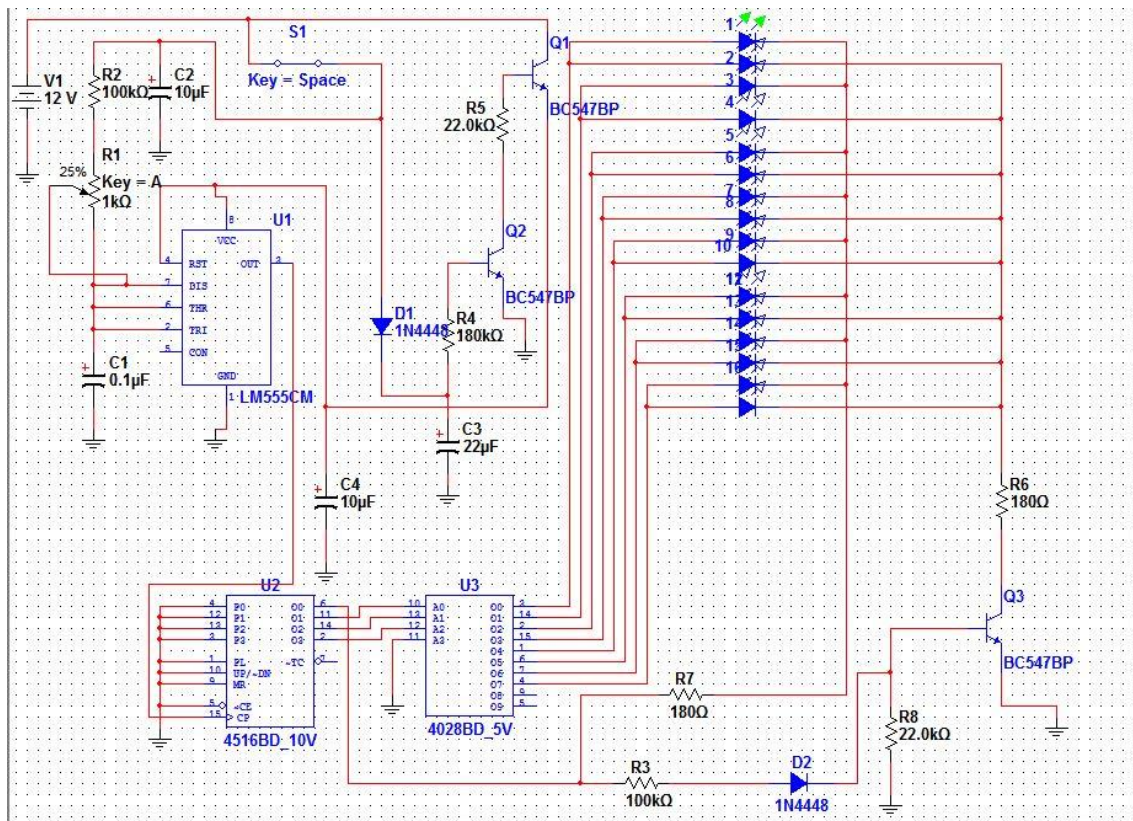 V1
12 V
R2
100kΩ
C2
10µF
S1
Key = Space
R1
25%
Key = A
1kΩ
U1
8
VCC
4
RST
OUT
3
7
DIS
6
THR
2
TRI
5
CON
GND
1
LM555CM
C1
0.1µF
Q1
BC547BP
R5
22.0kΩ
Q2
BC547BP
D1
1N4448
R4
180kΩ
C3
22µF
C4
10µF
1
2
3
4
5
6
7
8
9
10
12
14
16
R6
180Ω
Q3
BC547BP
R7
180Ω
R8
22.0kΩ
R3
100kΩ
D2
1N4448
U2
4 P0 O0 6
12 P1 O1 11
13 P2 O2 14
3 P3 O3 2
1 PL ~TC 7
10 UP/~DN
9 MR
5 ~CE
15 CP
4516BD_10V
U3
10 A0 O0 3
13 A1 O1 14
12 A2 O2 2
11 A3 O3 15
O4 1
O5 6
O6 7
O7 4
O8 9
O9 5
4028BD_5V